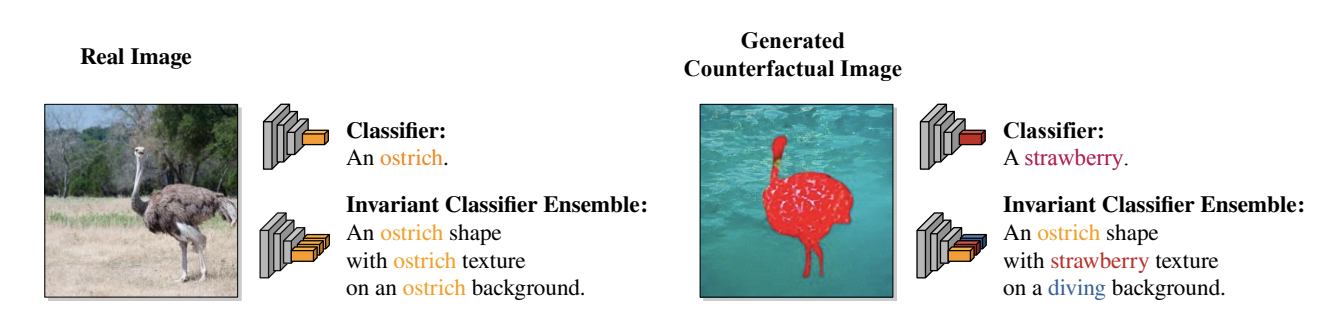 Real Image
Classifier:
An ostrich.
Invariant Classifier Ensemble:
An ostrich shape
with ostrich texture
on an ostrich background.
Generated
Counterfactual Image
Classifier:
A strawberry.
Invariant Classifier Ensemble:
An ostrich shape
with strawberry texture
on a diving background.